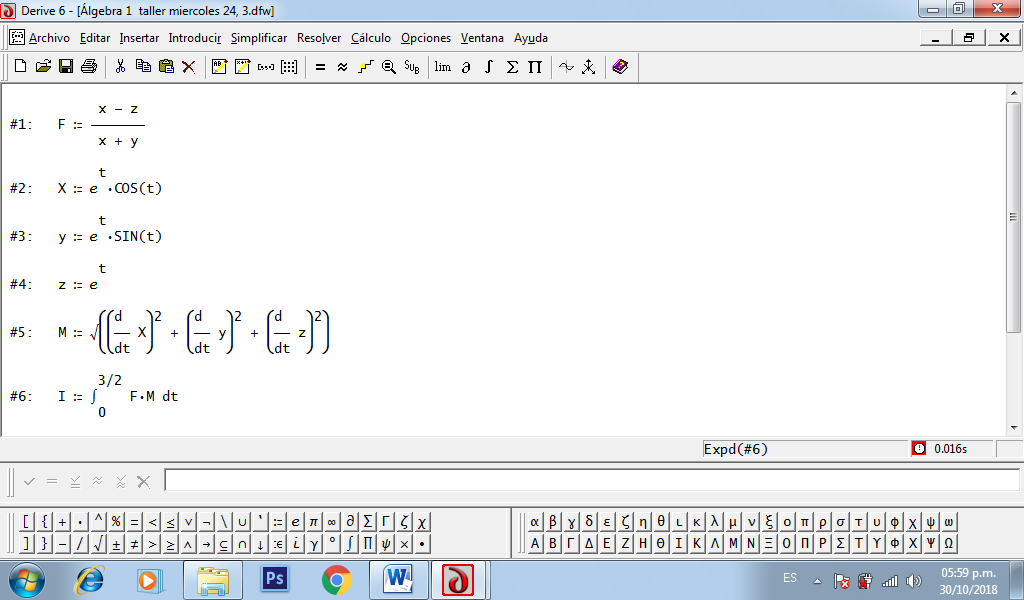 Derive 6 - [Álgebra 1 taller miercoles 24, 3.dfw]
Archivo Editar Insertar Introducir Simplificar Resolver Cálculo Opciones Ventana Ayuda
= ≈ SUB lim ∂ ∫ Σ Π
x - z
#1: F :=
x + y
t
#2: X := e ·COS(t)
t
#3: y := e ·SIN(t)
t
#4: z := e
#5: M := √((d/dt X)^2 + (d/dt y)^2 + (d/dt z)^2)
3/2
#6: I := ∫ F·M dt
0
Expd(#6) 0.016s
[ { + · ^ % = < ≤ ∨ ¬ \ ∪ ' := e π ∞ ∂ Σ Γ ζ χ
α β γ δ ε ζ η θ ι κ λ μ ν ξ ο π ρ σ τ υ φ χ ψ ω
] } − / √ ± ≠ > ≥ ∧ → ⊆ ∩ ↓ :∈ i γ ° ∫ Π ψ × •
Α Β Γ Δ Ε Ζ Η Θ Ι Κ Λ Μ Ν Ξ Ο Π Ρ Σ Τ Υ Φ Χ Ψ Ω
Ps W ES 05:59 p.m.
30/10/2018